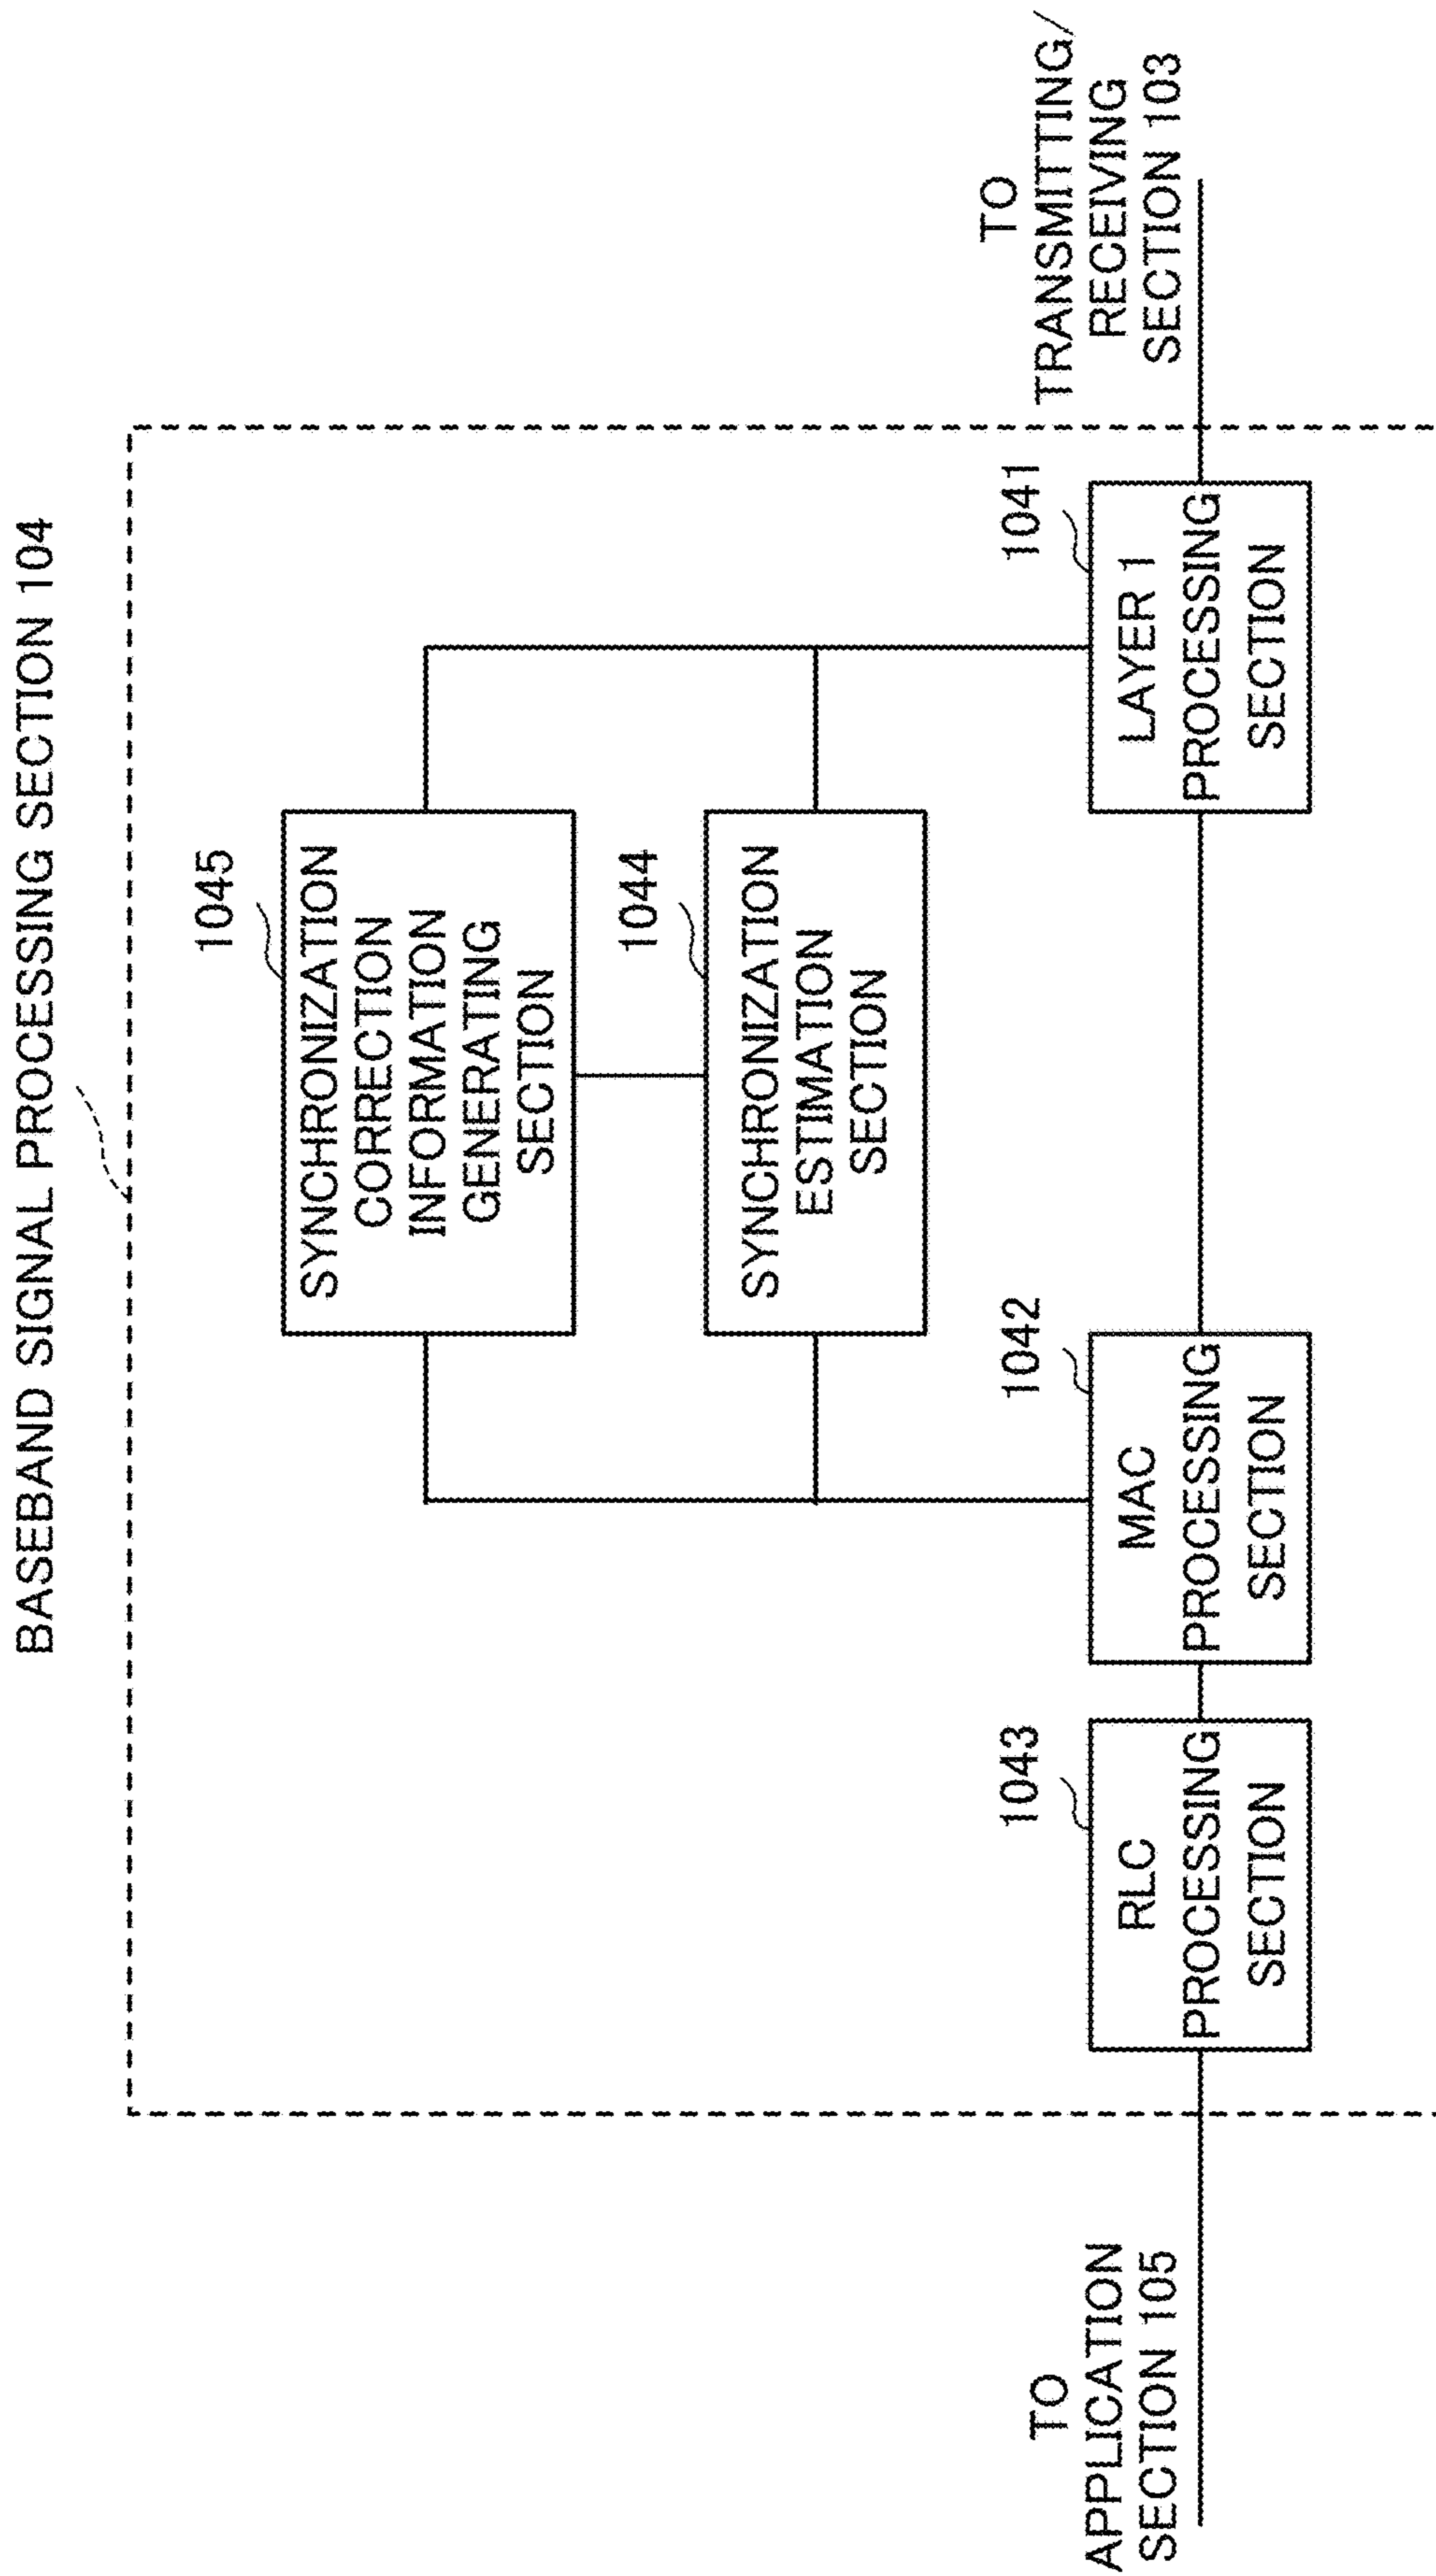 BASEBAND SIGNAL PROCESSING SECTION 104
1045
SYNCHRONIZATION
CORRECTION
INFORMATION
GENERATING
SECTION
1044
SYNCHRONIZATION
ESTIMATION
SECTION
TO
APPLICATION
SECTION 105
1043
RLC
PROCESSING
SECTION
1042
MAC
PROCESSING
SECTION
1041
LAYER 1
PROCESSING
SECTION
TO
TRANSMITTING/
RECEIVING
SECTION 103